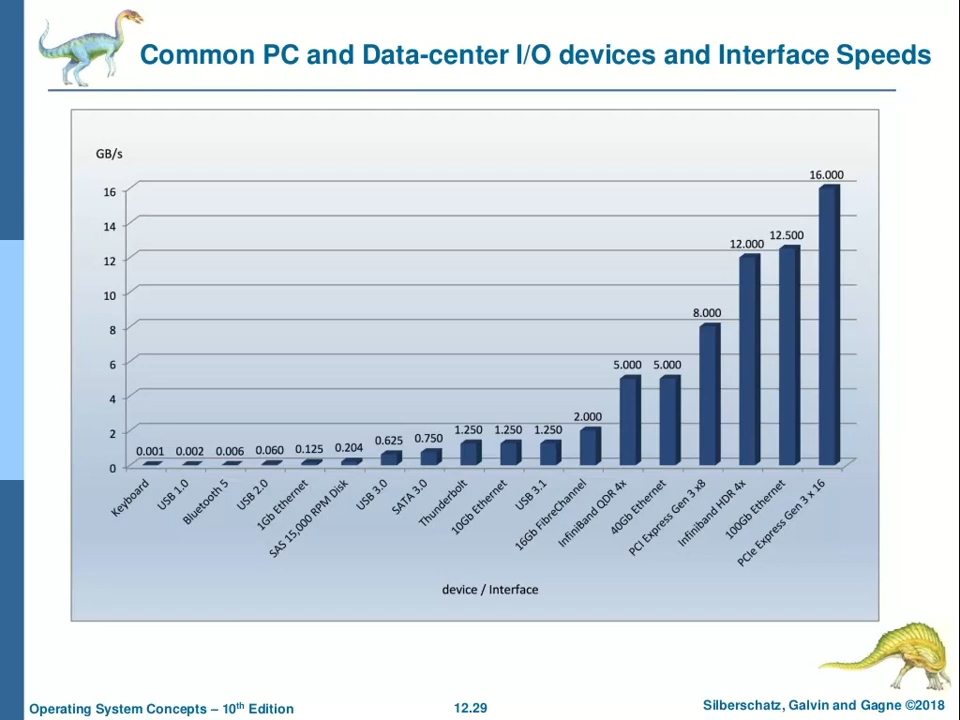 Common PC and Data-center I/O devices and Interface Speeds
GB/s
16
14
12
10
8
6
4
2
0
0.001
0.002
0.006
0.060
0.125
0.204
0.625
0.750
1.250
1.250
1.250
2.000
5.000
5.000
8.000
12.000
12.500
16.000
Keyboard
USB 1.0
Bluetooth 5
USB 2.0
1Gb Ethernet
SAS 15,000 RPM Disk
USB 3.0
SATA 3.0
Thunderbolt
10Gb Ethernet
USB 3.1
16Gb FibreChannel
InfiniBand QDR 4x
40Gb Ethernet
PCI Express Gen 3 x8
Infiniband HDR 4x
100Gb Ethernet
PCIe Express Gen 3 x 16
device / Interface
Operating System Concepts – 10th Edition
12.29
Silberschatz, Galvin and Gagne ©2018